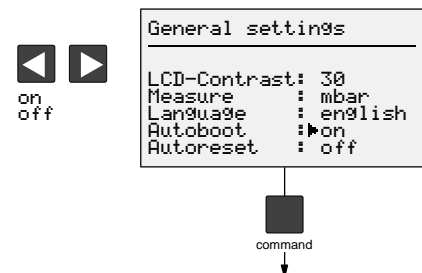 General settings
LCD-Contrast: 30
Measure : mbar
Language : english
Autoboot : on
Autoreset : off
on
off
command